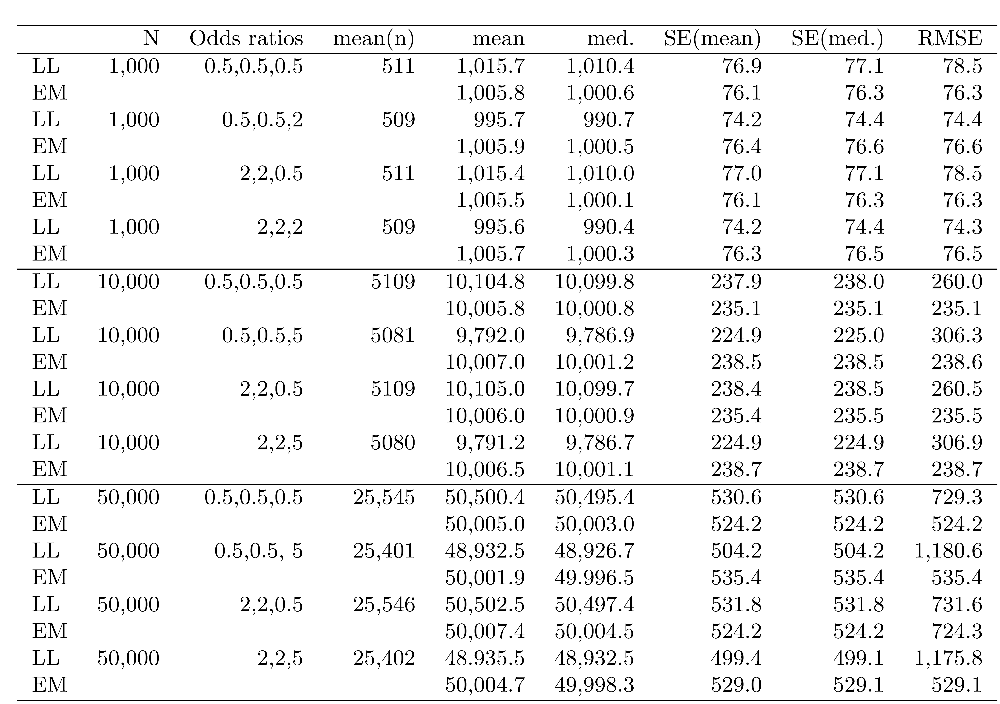 N Odds ratios mean(n) mean med. SE(mean) SE(med.) RMSE
LL 1,000 0.5,0.5,0.5 511 1,015.7 1,010.4 76.9 77.1 78.5
EM 1,005.8 1,000.6 76.1 76.3 76.3
LL 1,000 0.5,0.5,2 509 995.7 990.7 74.2 74.4 74.4
EM 1,005.9 1,000.5 76.4 76.6 76.6
LL 1,000 2,2,0.5 511 1,015.4 1,010.0 77.0 77.1 78.5
EM 1,005.5 1,000.1 76.1 76.3 76.3
LL 1,000 2,2,2 509 995.6 990.4 74.2 74.4 74.3
EM 1,005.7 1,000.3 76.3 76.5 76.5
LL 10,000 0.5,0.5,0.5 5109 10,104.8 10,099.8 237.9 238.0 260.0
EM 10,005.8 10,000.8 235.1 235.1 235.1
LL 10,000 0.5,0.5,5 5081 9,792.0 9,786.9 224.9 225.0 306.3
EM 10,007.0 10,001.2 238.5 238.5 238.6
LL 10,000 2,2,0.5 5109 10,105.0 10,099.7 238.4 238.5 260.5
EM 10,006.0 10,000.9 235.4 235.5 235.5
LL 10,000 2,2,5 5080 9,791.2 9,786.7 224.9 224.9 306.9
EM 10,006.5 10,001.1 238.7 238.7 238.7
LL 50,000 0.5,0.5,0.5 25,545 50,500.4 50,495.4 530.6 530.6 729.3
EM 50,005.0 50,003.0 524.2 524.2 524.2
LL 50,000 0.5,0.5, 5 25,401 48,932.5 48,926.7 504.2 504.2 1,180.6
EM 50,001.9 49.996.5 535.4 535.4 535.4
LL 50,000 2,2,0.5 25,546 50,502.5 50,497.4 531.8 531.8 731.6
EM 50,007.4 50,004.5 524.2 524.2 724.3
LL 50,000 2,2,5 25,402 48.935.5 48,932.5 499.4 499.1 1,175.8
EM 50,004.7 49,998.3 529.0 529.1 529.1